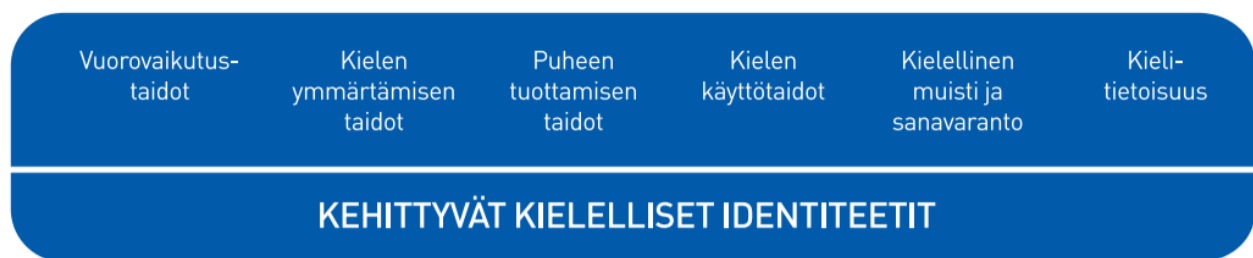 Vuorovaikutus-
taidot
Kielen
ymmärtämisen
taidot
Puheen
tuottamisen
taidot
Kielen
käyttötaidot
Kielellinen
muisti ja
sanavaranto
Kieli-
tietoisuus
KEHITTYVÄT KIELELLISET IDENTITEETIT